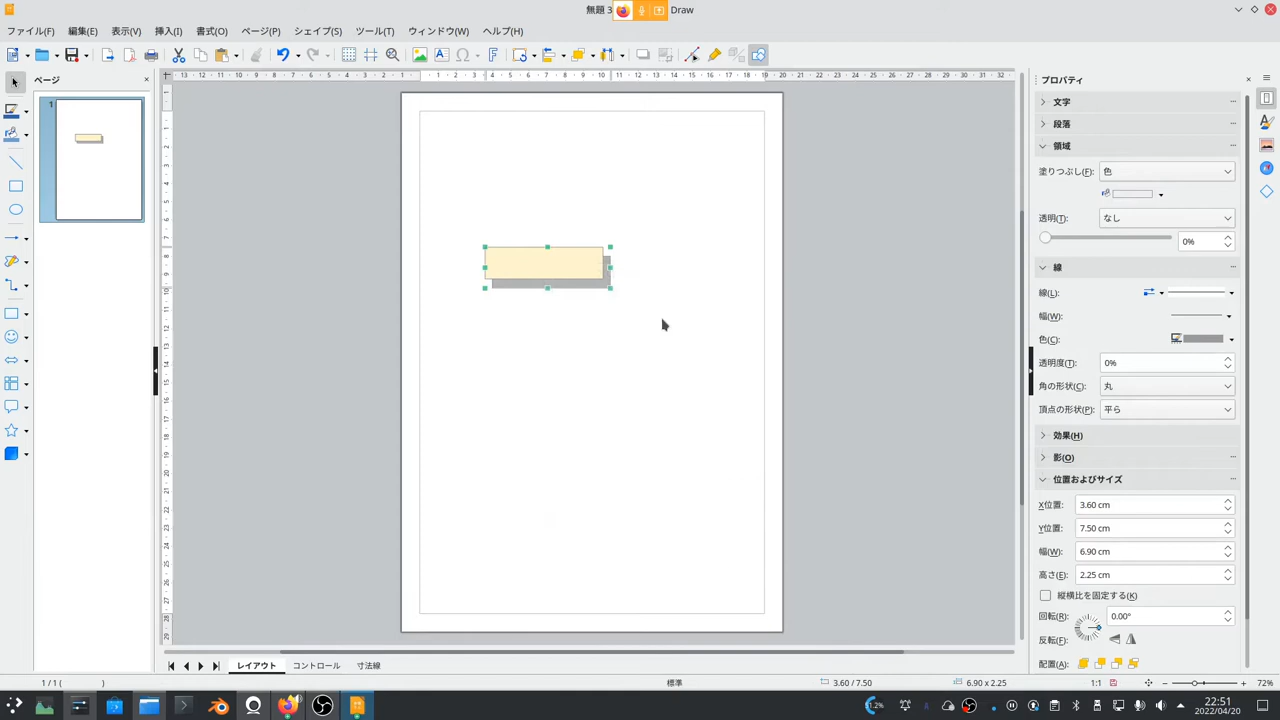 無題 3
Draw
ファイル(F)
編集(E)
表示(V)
挿入(I)
書式(O)
ページ(P)
シェイプ(S)
ツール(T)
ウィンドウ(W)
ヘルプ(H)
ページ
1
プロパティ
文字
段落
領域
塗りつぶし(F):
色
透明(T):
なし
0%
線
線(L):
幅(W):
色(C):
透明度(T):
0%
角の形状(C):
丸
頂点の形状(P):
平ら
効果(H)
影(O)
位置およびサイズ
X位置:
3.60 cm
Y位置:
7.50 cm
幅(W):
6.90 cm
高さ(E):
2.25 cm
縦横比を固定する(K)
回転(R):
0.00°
反転(F):
配置(A):
レイアウト
コントロール
寸法線
1 / 1 ( )
標準
3.60 / 7.50
6.90 x 2.25
1:1
72%
22:51
2022/04/20